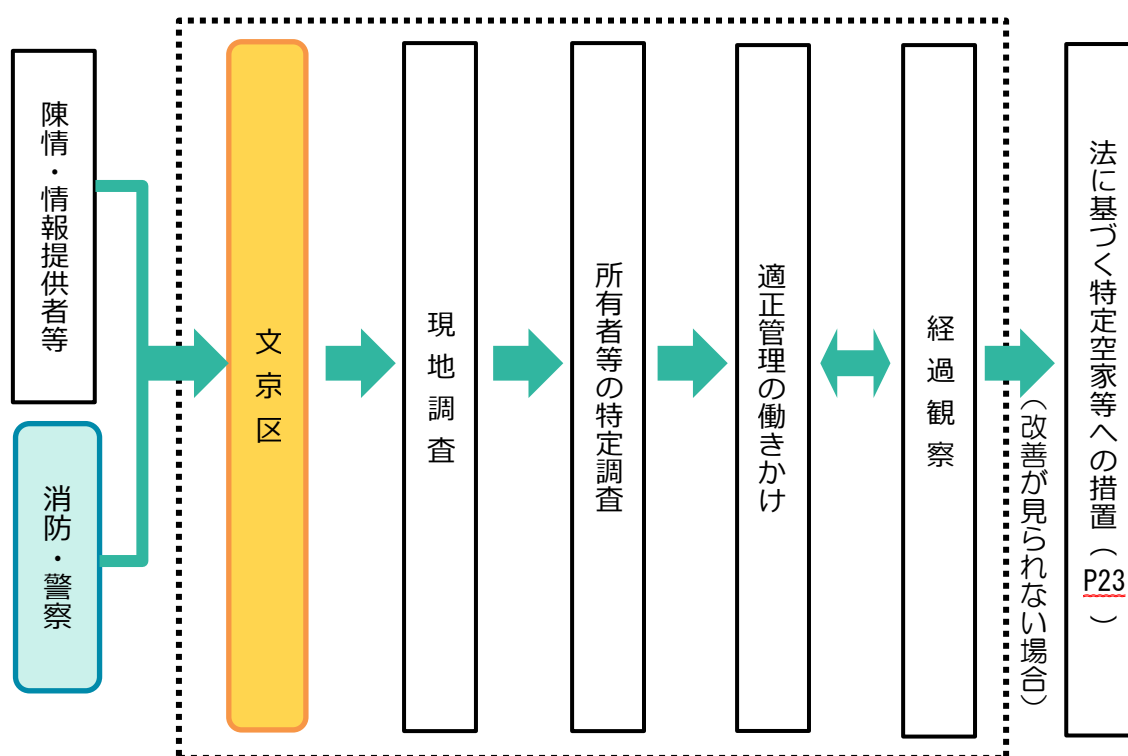 陳情・情報提供者等
消防・警察
文京区
現地調査
所有者等の特定調査
適正管理の働きかけ
経過観察
（改善が見られない場合）
法に基づく特定空家等への措置（P23）